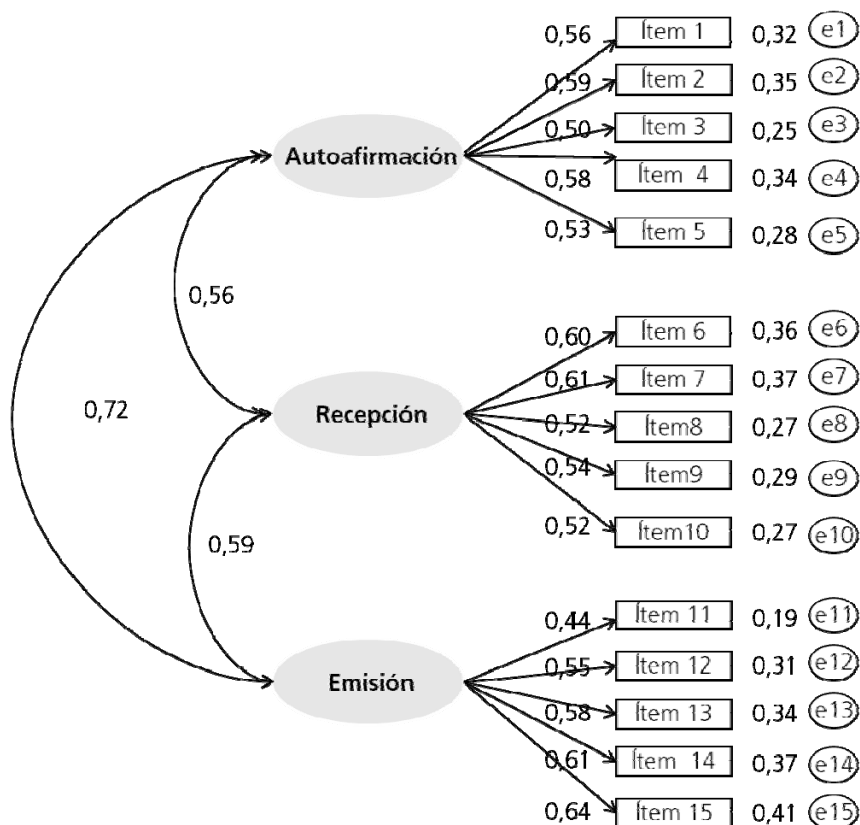 0,56 Ítem 1 0,32 e1
0,59 Ítem 2 0,35 e2
0,50 Ítem 3 0,25 e3
Autoafirmación
0,58 Ítem 4 0,34 e4
0,53 Ítem 5 0,28 e5
0,56
0,60 Ítem 6 0,36 e6
0,61 Ítem 7 0,37 e7
0,72
Recepción
0,52 Ítem8 0,27 e8
0,54 Ítem9 0,29 e9
0,52 Ítem10 0,27 e10
0,59
0,44 Ítem 11 0,19 e11
0,55 Ítem 12 0,31 e12
Emisión
0,58 Ítem 13 0,34 e13
0,61 Ítem 14 0,37 e14
0,64 Ítem 15 0,41 e15